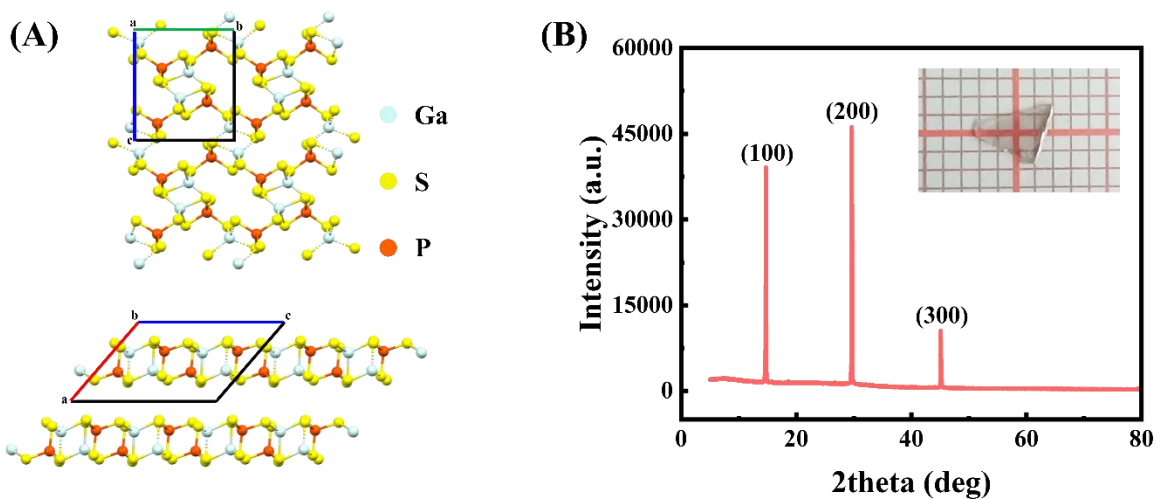 (A)
a
b
c
Ga
S
P
b
c
a
(B)
Intensity (a.u.)
60000
45000
30000
15000
0
(100)
(200)
(300)
0
20
40
60
80
2theta (deg)